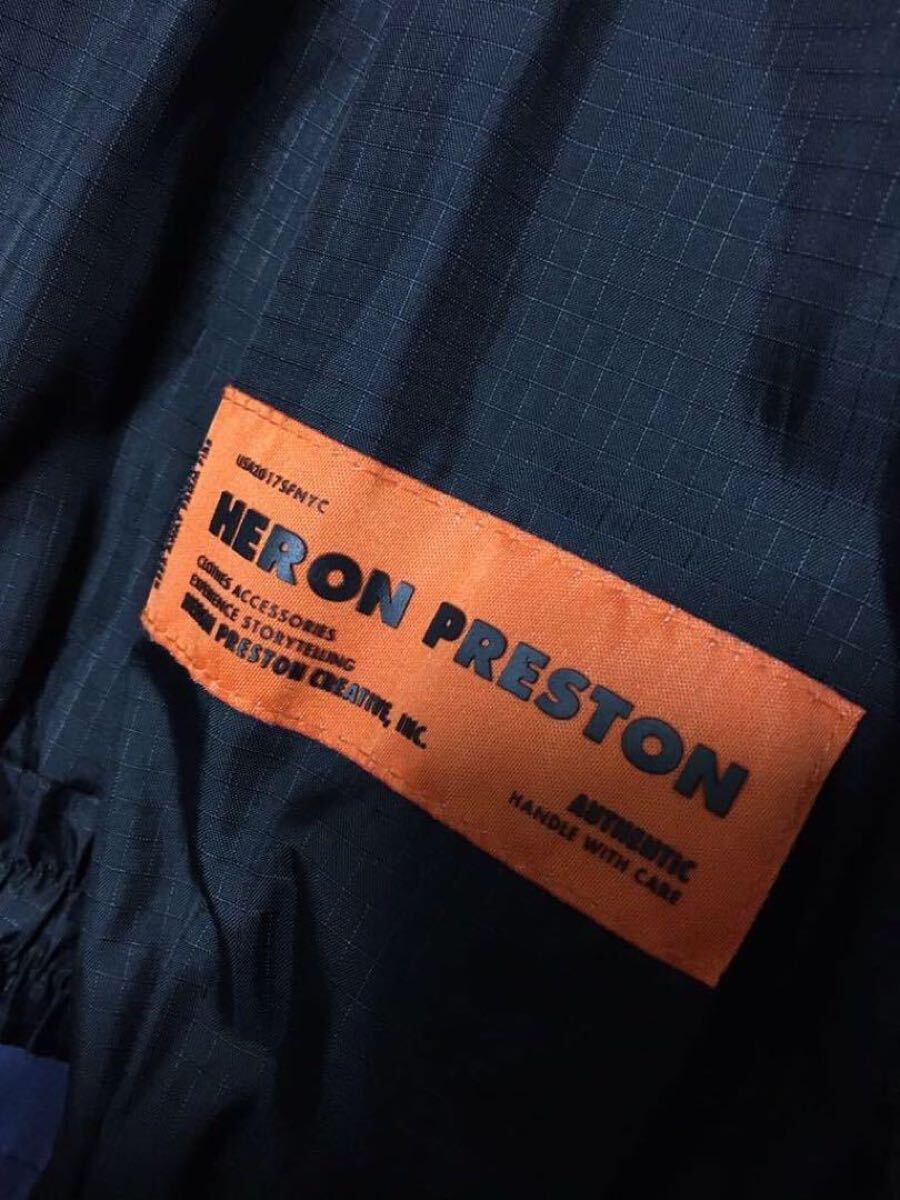 USA2017SFNYC
HERON PRESTON
CLOTHES ACCESSORIES
EXPERIENCE STORYTELLING
HERON PRESTON CREATIVE, INC.
AUTHENTIC
HANDLE WITH CARE